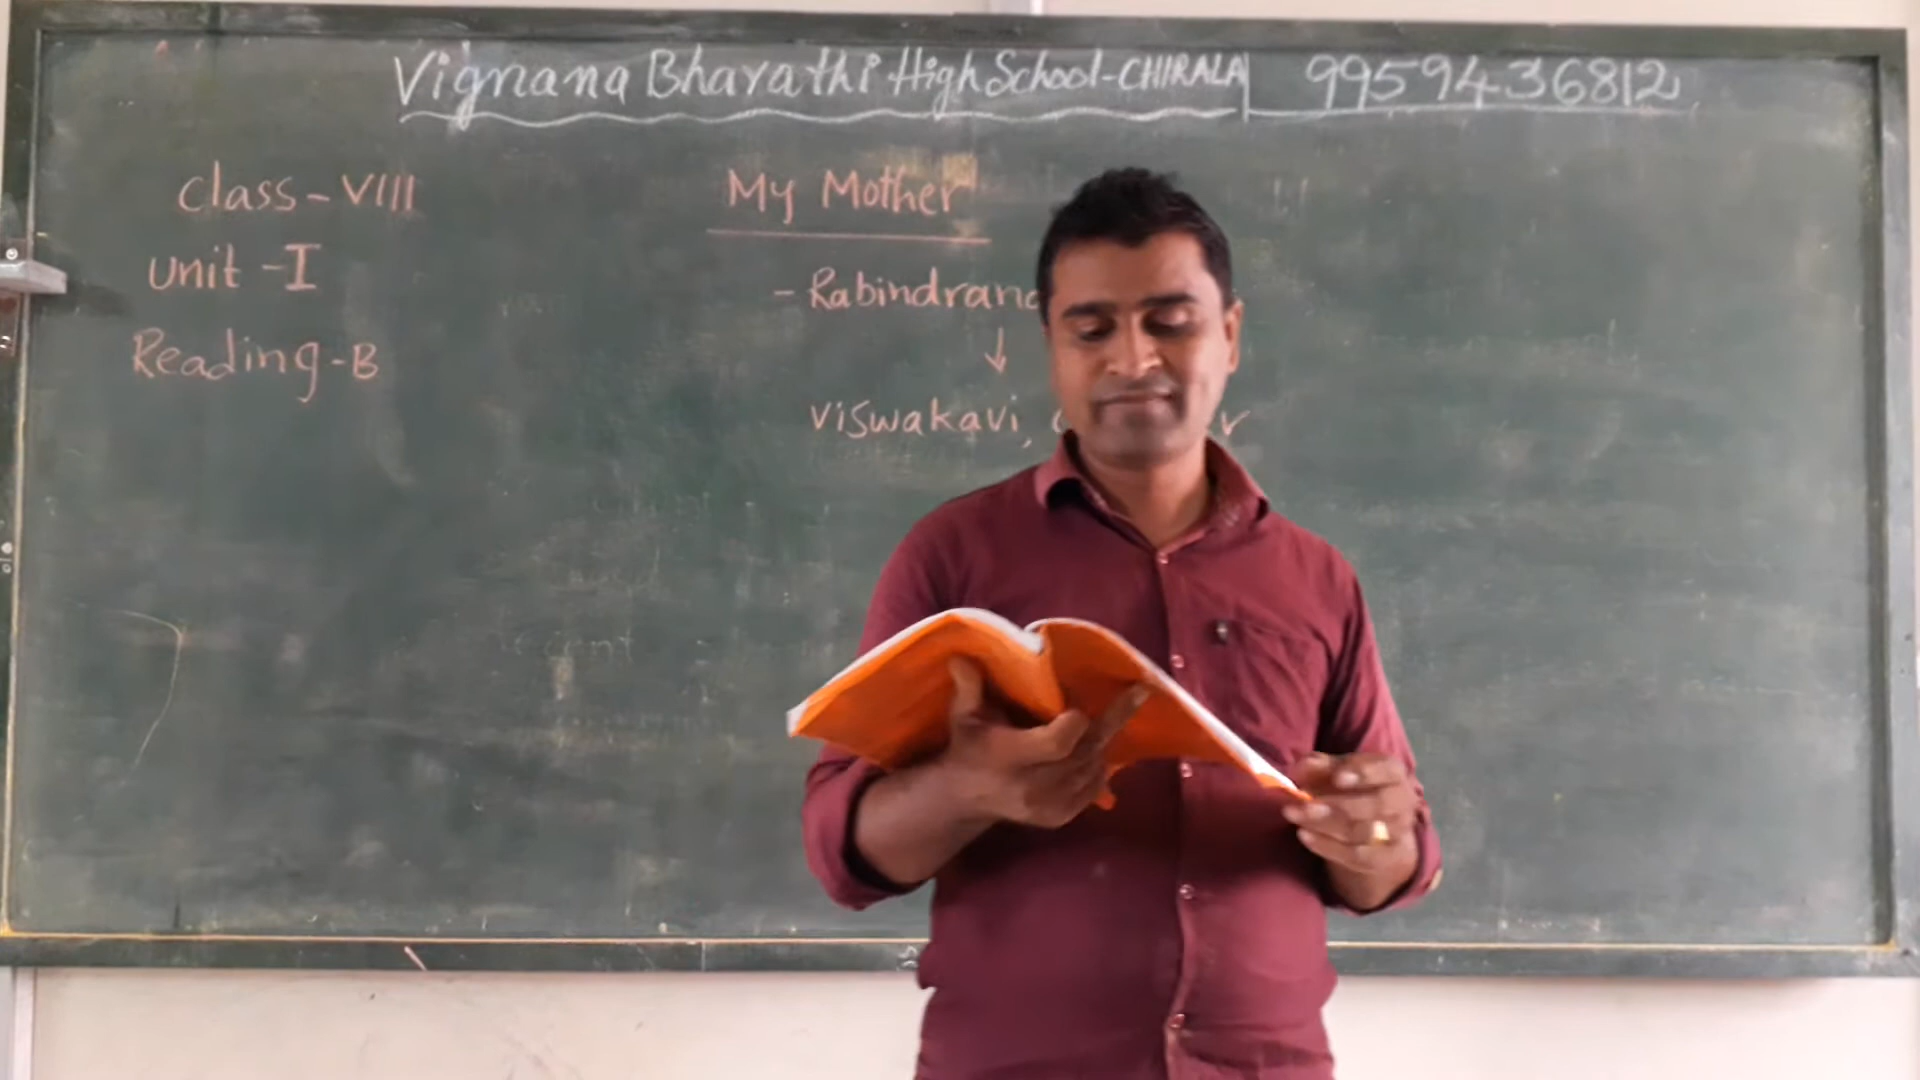 Vignana Bharathi High School-CHIRALA 9959436812
class-VIII
unit-I
Reading-B
My Mother
- Rabindrana
↓
Viswakavi,